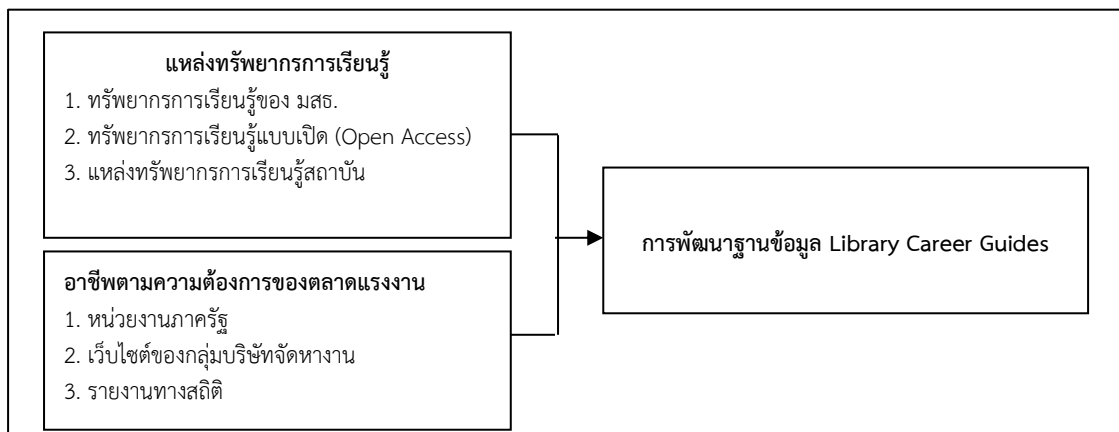 แหล่งทรัพยากรการเรียนรู้
1. ทรัพยากรการเรียนรู้ของ มสธ.
2. ทรัพยากรการเรียนรู้แบบเปิด (Open Access)
3. แหล่งทรัพยากรการเรียนรู้สถาบัน
การพัฒนาฐานข้อมูล Library Career Guides
อาชีพตามความต้องการของตลาดแรงงาน
1. หน่วยงานภาครัฐ
2. เว็บไซต์ของกลุ่มบริษัทจัดหางาน
3. รายงานทางสถิติ